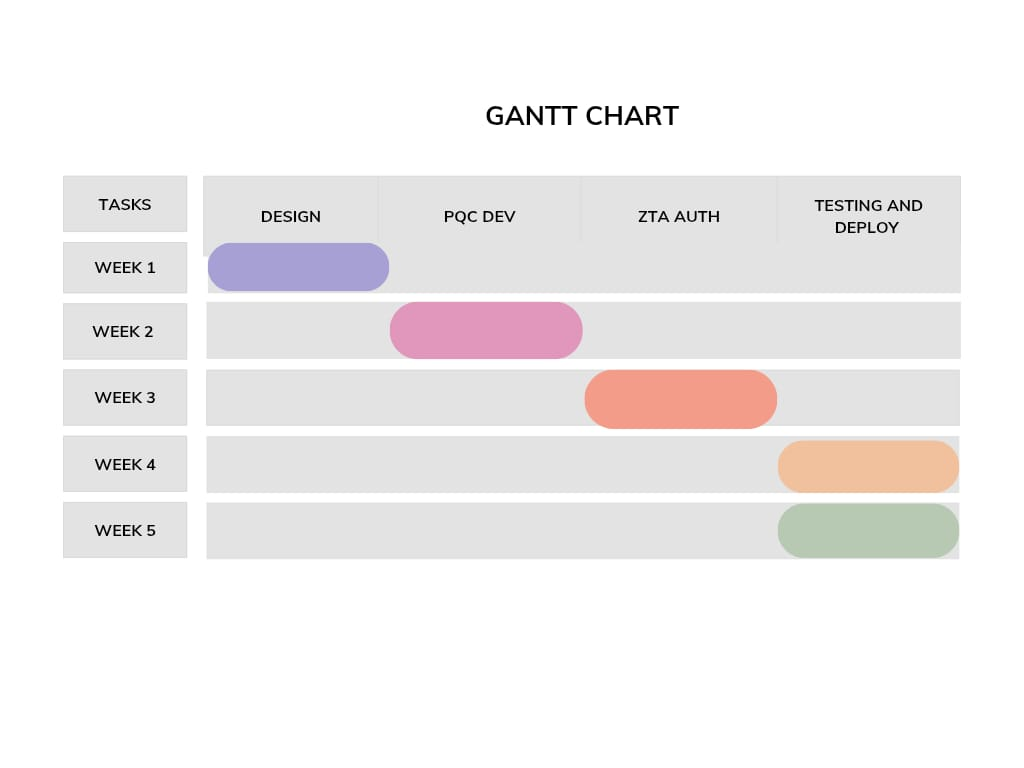 GANTT CHART
TASKS
DESIGN
PQC DEV
ZTA AUTH
TESTING AND
DEPLOY
WEEK 1
WEEK 2
WEEK 3
WEEK 4
WEEK 5